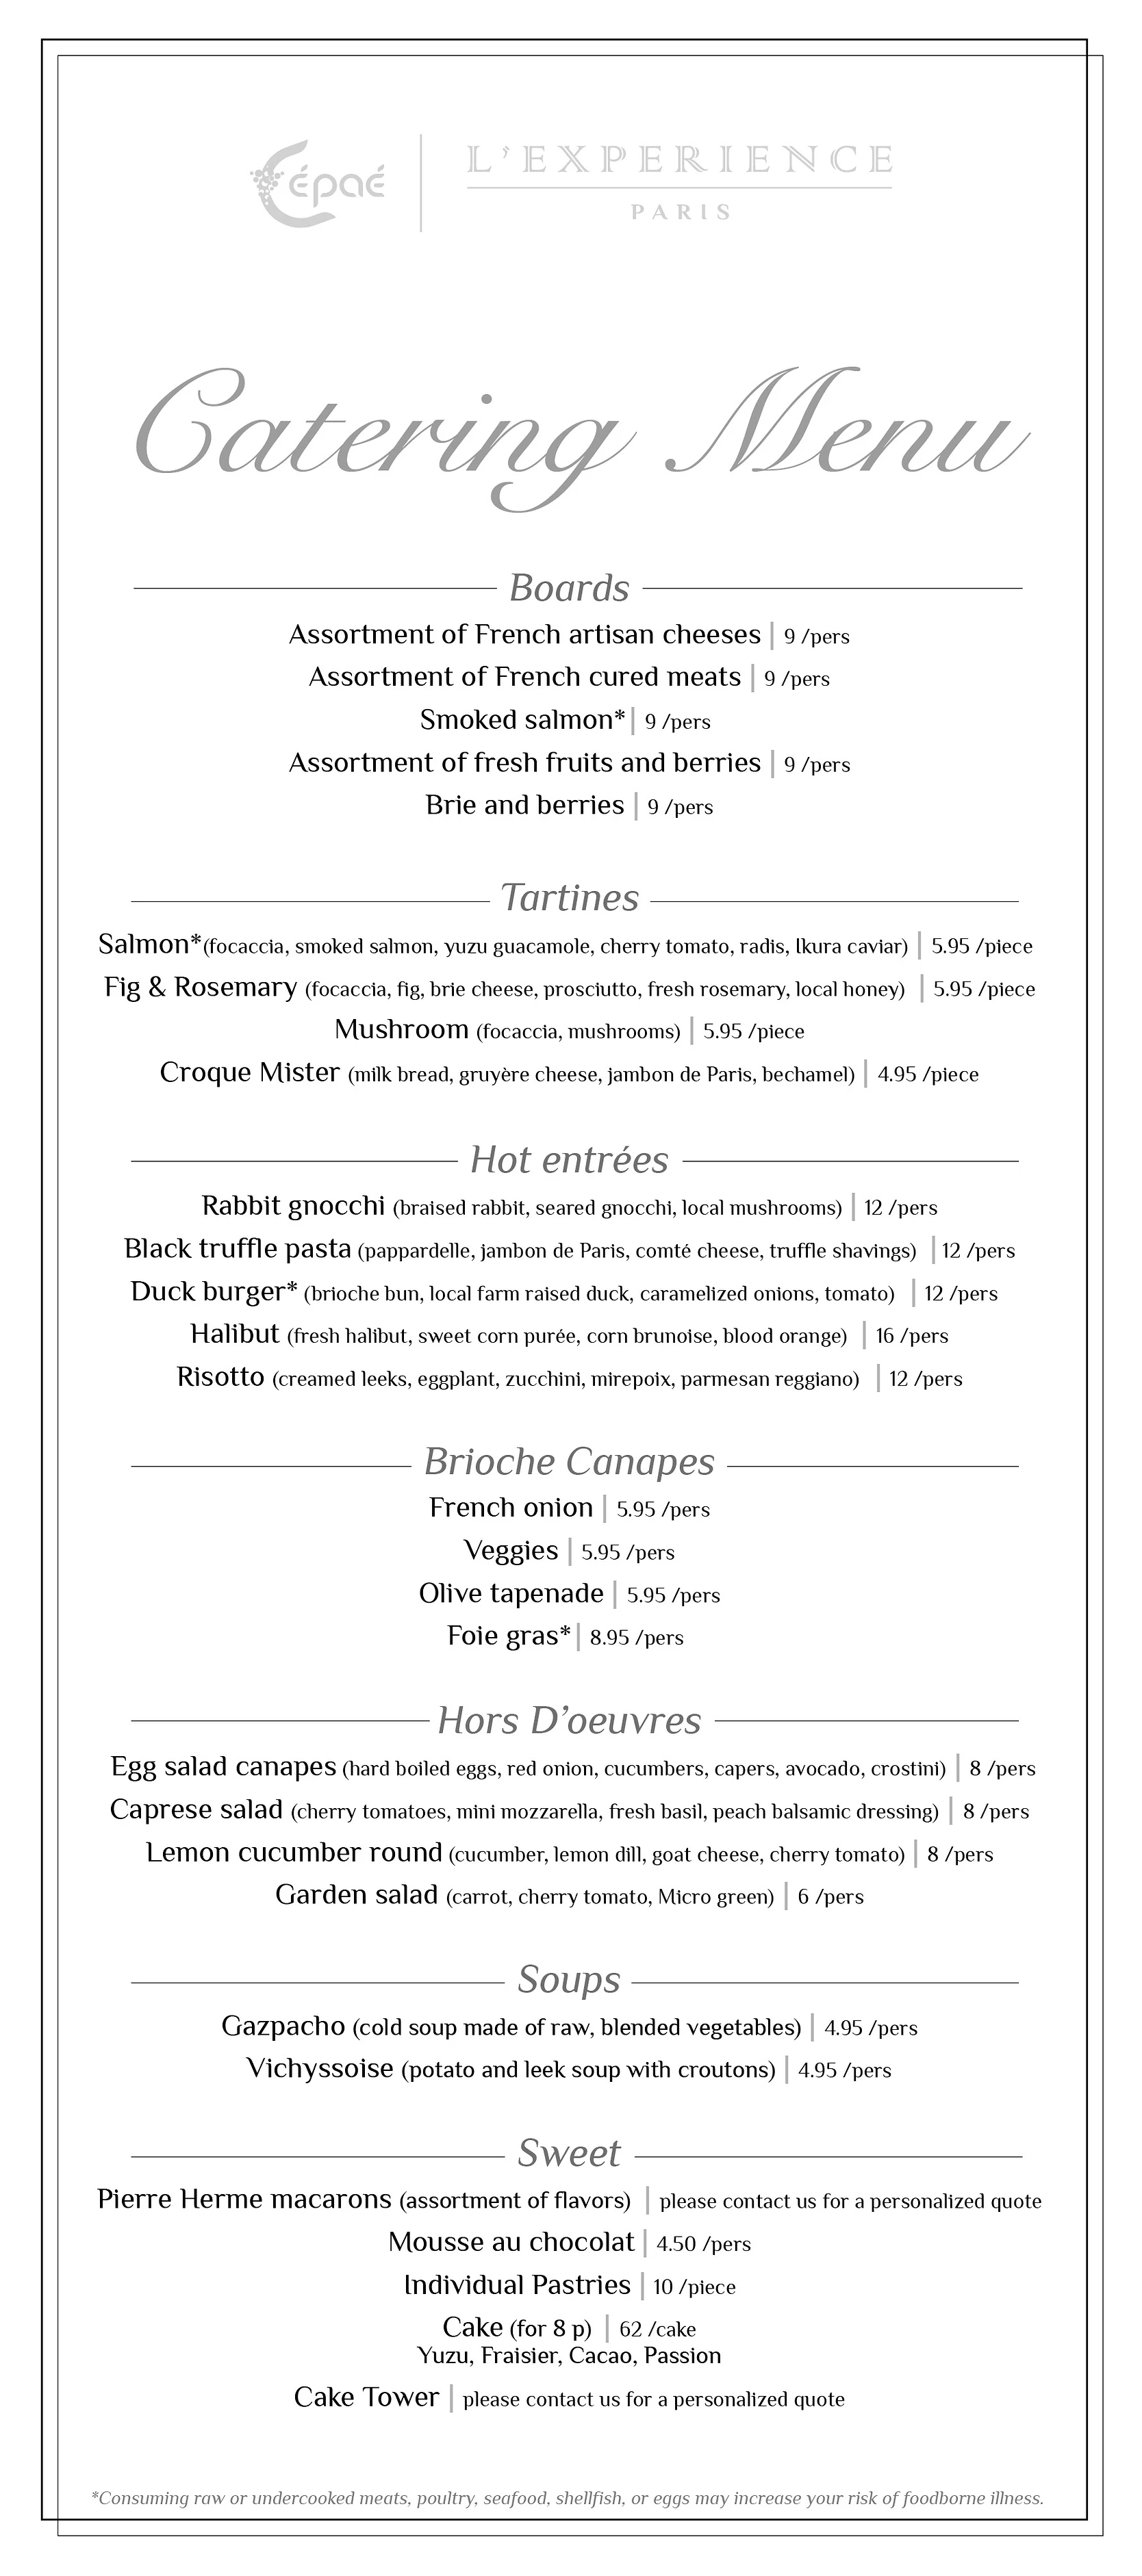 Cépaé
L'EXPERIENCE
PARIS
Catering Menu
Boards
Assortment of French artisan cheeses | 9 /pers
Assortment of French cured meats | 9 /pers
Smoked salmon* | 9 /pers
Assortment of fresh fruits and berries | 9 /pers
Brie and berries | 9 /pers
Tartines
Salmon*(focaccia, smoked salmon, yuzu guacamole, cherry tomato, radis, Ikura caviar) | 5.95 /piece
Fig & Rosemary (focaccia, fig, brie cheese, prosciutto, fresh rosemary, local honey) | 5.95 /piece
Mushroom (focaccia, mushrooms) | 5.95 /piece
Croque Mister (milk bread, gruyère cheese, jambon de Paris, bechamel) | 4.95 /piece
Hot entrées
Rabbit gnocchi (braised rabbit, seared gnocchi, local mushrooms) | 12 /pers
Black truffle pasta (pappardelle, jambon de Paris, comté cheese, truffle shavings) | 12 /pers
Duck burger* (brioche bun, local farm raised duck, caramelized onions, tomato) | 12 /pers
Halibut (fresh halibut, sweet corn purée, corn brunoise, blood orange) | 16 /pers
Risotto (creamed leeks, eggplant, zucchini, mirepoix, parmesan reggiano) | 12 /pers
Brioche Canapes
French onion | 5.95 /pers
Veggies | 5.95 /pers
Olive tapenade | 5.95 /pers
Foie gras* | 8.95 /pers
Hors D'oeuvres
Egg salad canapes (hard boiled eggs, red onion, cucumbers, capers, avocado, crostini) | 8 /pers
Caprese salad (cherry tomatoes, mini mozzarella, fresh basil, peach balsamic dressing) | 8 /pers
Lemon cucumber round (cucumber, lemon dill, goat cheese, cherry tomato) | 8 /pers
Garden salad (carrot, cherry tomato, Micro green) | 6 /pers
Soups
Gazpacho (cold soup made of raw, blended vegetables) | 4.95 /pers
Vichyssoise (potato and leek soup with croutons) | 4.95 /pers
Sweet
Pierre Herme macarons (assortment of flavors) | please contact us for a personalized quote
Mousse au chocolat | 4.50 /pers
Individual Pastries | 10 /piece
Cake (for 8 p) | 62 /cake
Yuzu, Fraisier, Cacao, Passion
Cake Tower | please contact us for a personalized quote
*Consuming raw or undercooked meats, poultry, seafood, shellfish, or eggs may increase your risk of foodborne illness.